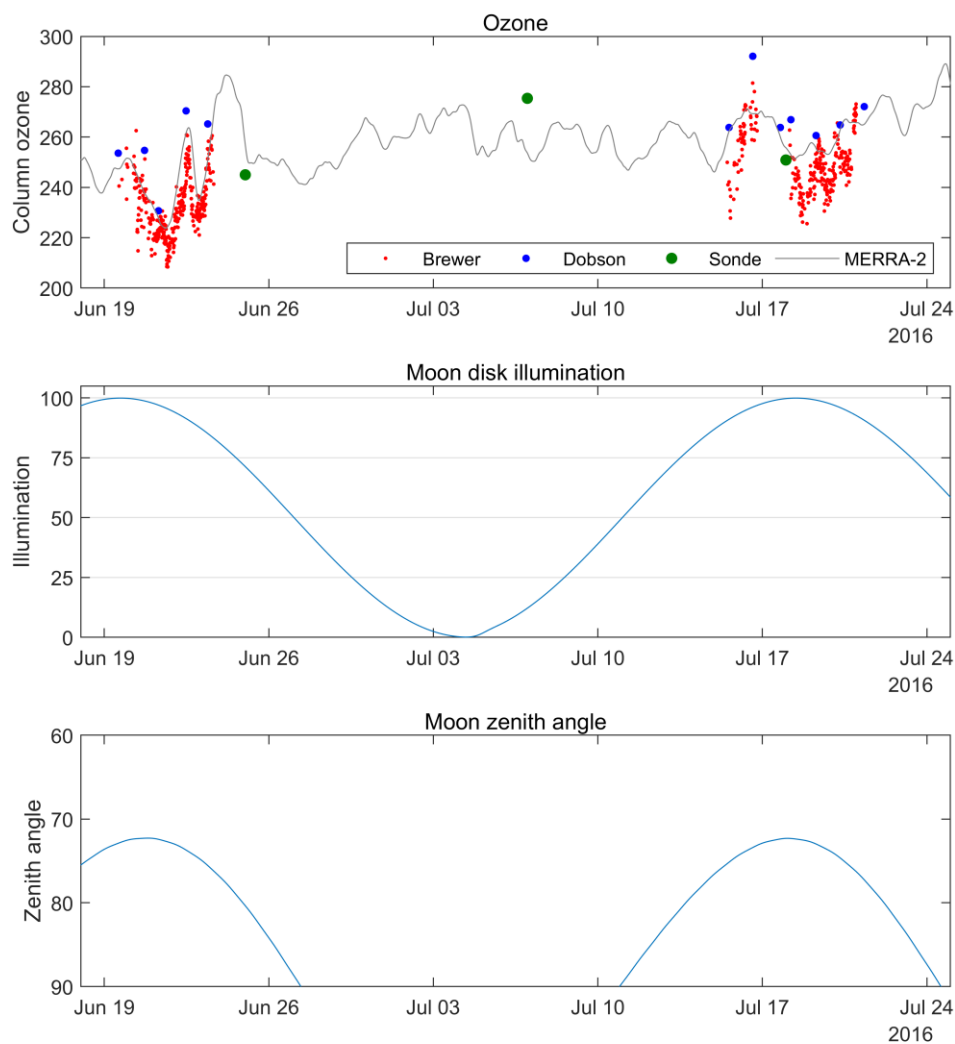 Ozone
300
280
260
240
220
200
Column ozone
Brewer Dobson Sonde MERRA-2
Jun 19 Jun 26 Jul 03 Jul 10 Jul 17 Jul 24
2016
Moon disk illumination
100
75
50
25
0
Illumination
Jun 19 Jun 26 Jul 03 Jul 10 Jul 17 Jul 24
2016
Moon zenith angle
60
70
80
90
Zenith angle
Jun 19 Jun 26 Jul 03 Jul 10 Jul 17 Jul 24
2016